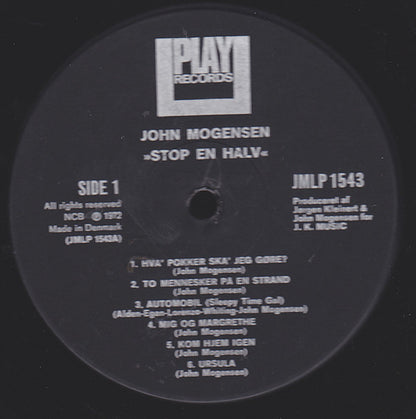 PLAY
RECORDS
JOHN MOGENSEN
»STOP EN HALV«
SIDE 1
All rights reserved
NCB ℗ 1972
Made in Denmark
(JMLP 1543A)
JMLP 1543
Produceret af
Jørgen Kleinert &
John Mogensen for
J. K. MUSiC
1. HVA' POKKER SKA' JEG GØRE?
(John Mogensen)
2. TO MENNESKER PÅ EN STRAND
(John Mogensen)
3. AUTOMOBIL (Sleepy Time Gal)
(Alden-Egen-Lorenzo-Whiting-John Mogensen)
4. MIG OG MARGRETHE
(John Mogensen)
5. KOM HJEM IGEN
(John Mogensen)
6. URSULA
(John Mogensen)